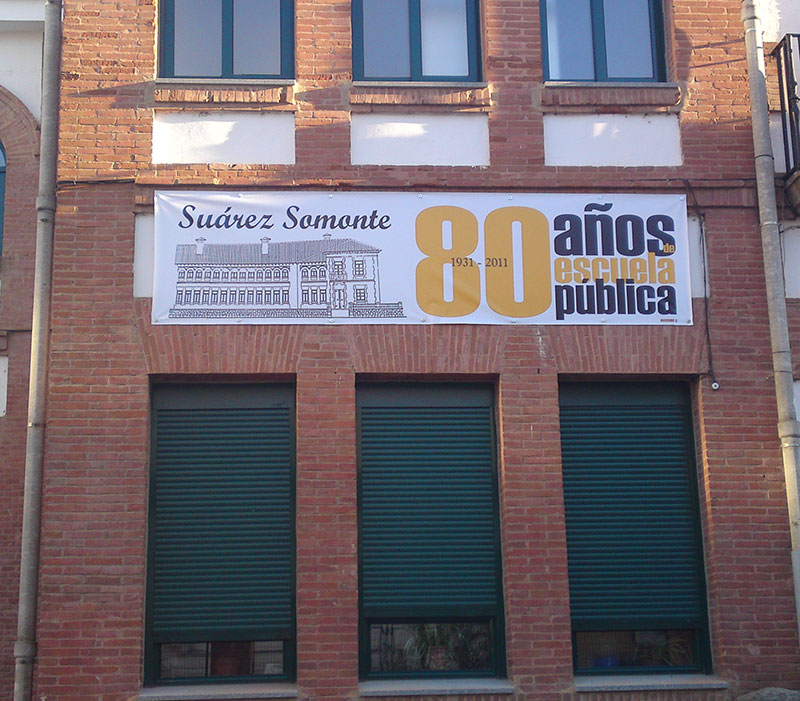 Suárez Somonte
80
1931 - 2011
años
de
escuela
pública